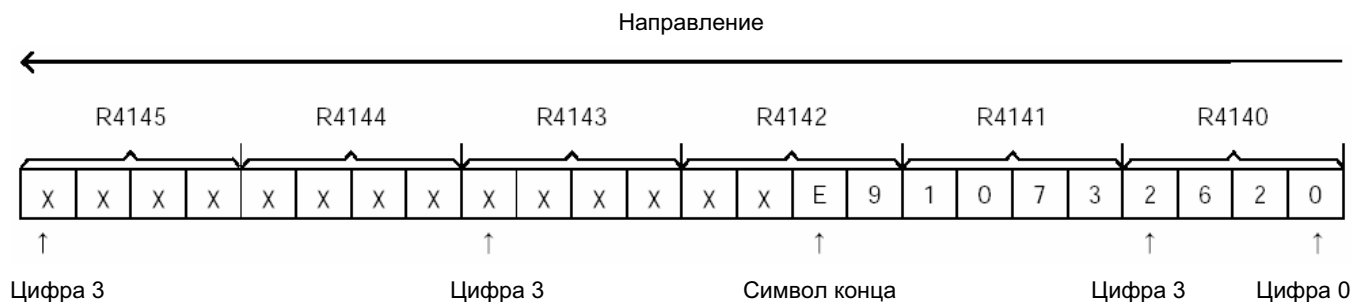 Направление
R4145 R4144 R4143 R4142 R4141 R4140
X X X X X X X X X X X X X X E 9 1 0 7 3 2 6 2 0
↑ ↑ ↑ ↑ ↑
Цифра 3 Цифра 3 Символ конца Цифра 3 Цифра 0